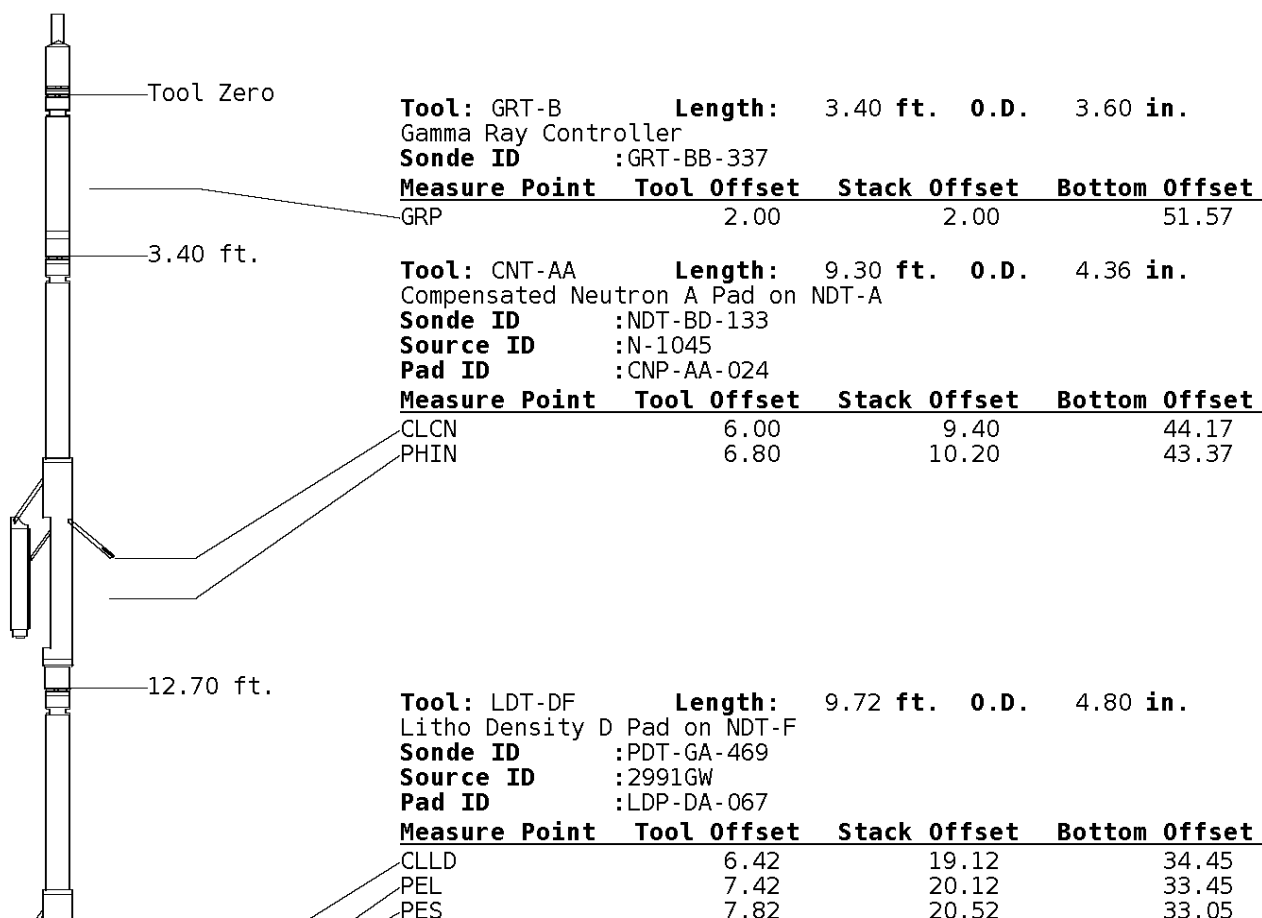 Tool Zero
Tool: GRT-B Length: 3.40 ft. O.D. 3.60 in.
Gamma Ray Controller
Sonde ID :GRT-BB-337
Measure Point Tool Offset Stack Offset Bottom Offset
GRP 2.00 2.00 51.57
3.40 ft.
Tool: CNT-AA Length: 9.30 ft. O.D. 4.36 in.
Compensated Neutron A Pad on NDT-A
Sonde ID :NDT-BD-133
Source ID :N-1045
Pad ID :CNP-AA-024
Measure Point Tool Offset Stack Offset Bottom Offset
CLCN 6.00 9.40 44.17
PHIN 6.80 10.20 43.37
12.70 ft.
Tool: LDT-DF Length: 9.72 ft. O.D. 4.80 in.
Litho Density D Pad on NDT-F
Sonde ID :PDT-GA-469
Source ID :2991GW
Pad ID :LDP-DA-067
Measure Point Tool Offset Stack Offset Bottom Offset
CLLD 6.42 19.12 34.45
PEL 7.42 20.12 33.45
PES 7.82 20.52 33.05